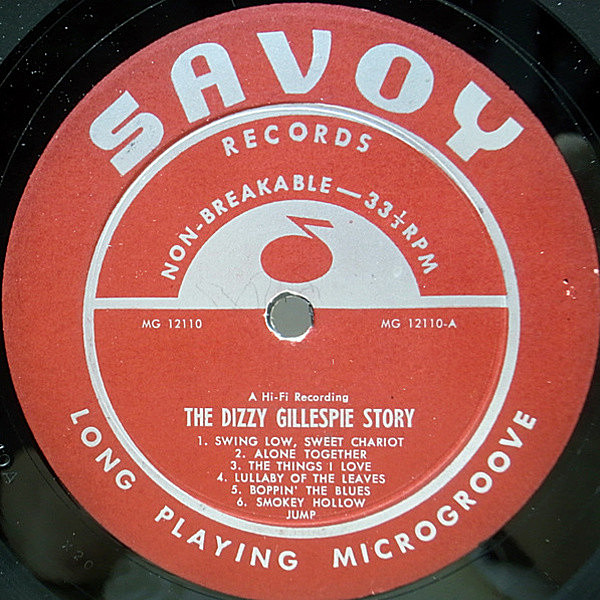 SAVOY
RECORDS
NON-BREAKABLE—33⅓RPM
MG 12110
MG 12110-A
A Hi-Fi Recording
THE DIZZY GILLESPIE STORY
1. SWING LOW, SWEET CHARIOT
2. ALONE TOGETHER
3. THE THINGS I LOVE
4. LULLABY OF THE LEAVES
5. BOPPIN' THE BLUES
6. SMOKEY HOLLOW
JUMP
LONG PLAYING MICROGROOVE